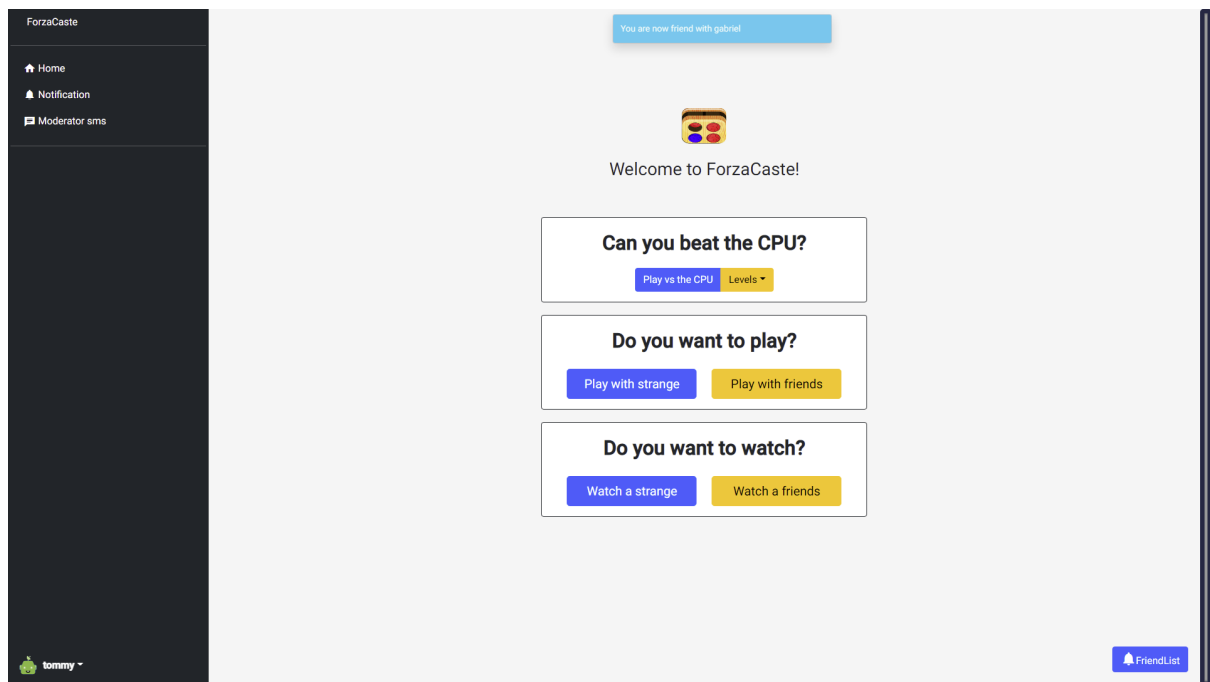 ForzaCaste
Home
Notification
Moderator sms
tommy
You are now friend with gabriel
Welcome to ForzaCaste!
Can you beat the CPU?
Play vs the CPU Levels
Do you want to play?
Play with strange Play with friends
Do you want to watch?
Watch a strange Watch a friends
FriendList